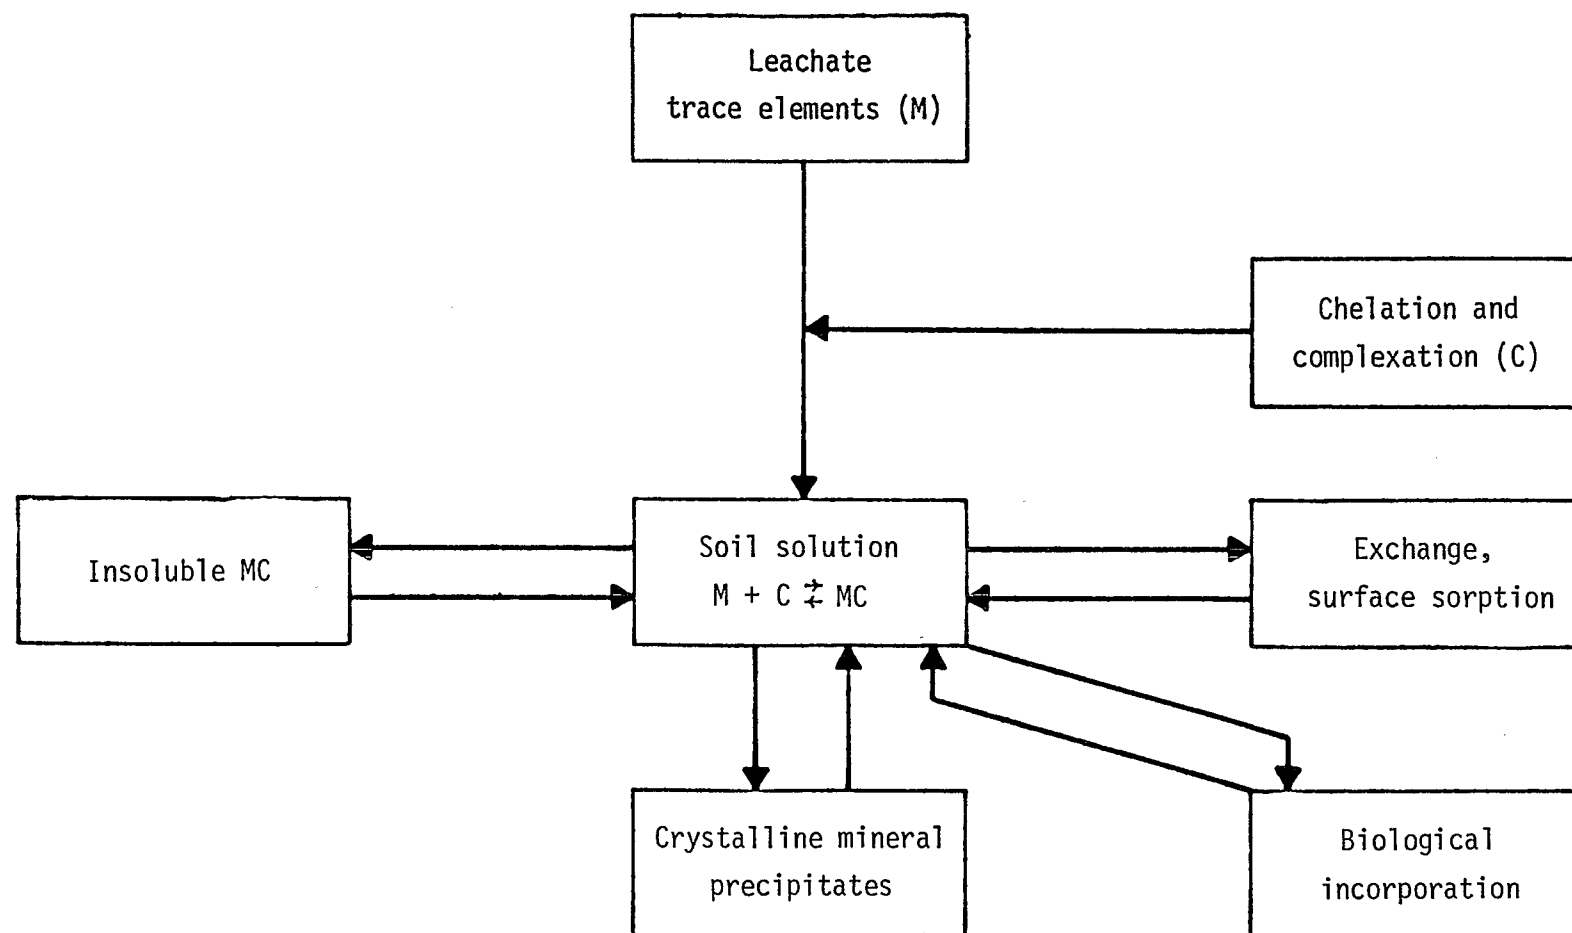 Leachate
trace elements (M)
Chelation and
complexation (C)
Insoluble MC
Soil solution
M + C ⇄ MC
Exchange,
surface sorption
Crystalline mineral
precipitates
Biological
incorporation